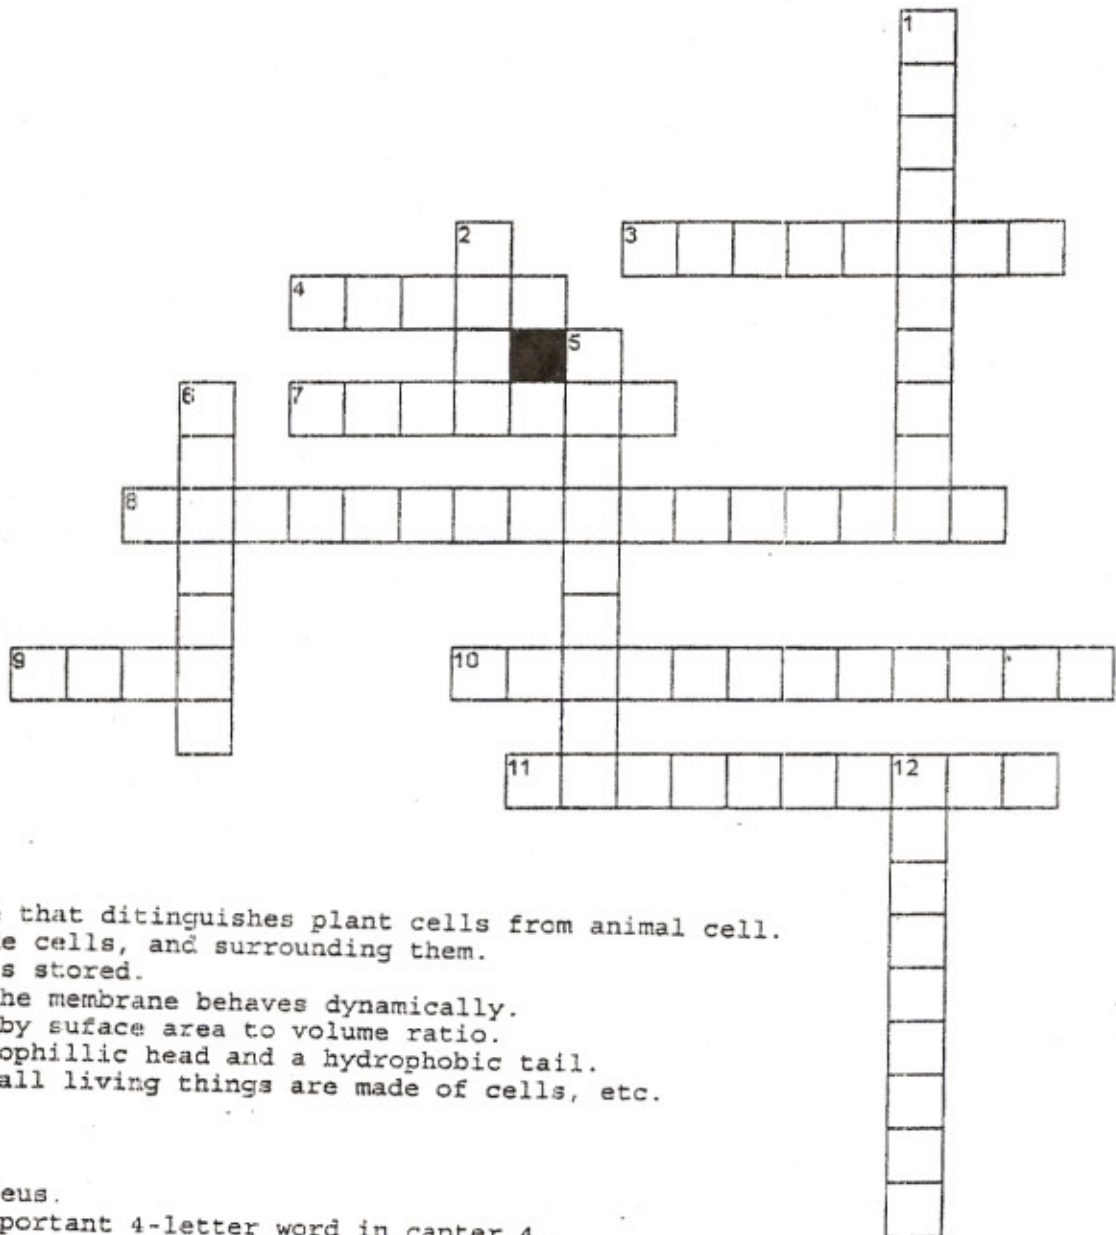 1
2
3
4
5
6
7
8
9
10
11
12
that ditinguishes plant cells from animal cell.
cells, and surrounding them.
s stored.
he membrane behaves dynamically.
by suface area to volume ratio.
ophillic head and a hydrophobic tail.
all living things are made of cells, etc.
eus.
portant 4-letter word in capter 4.